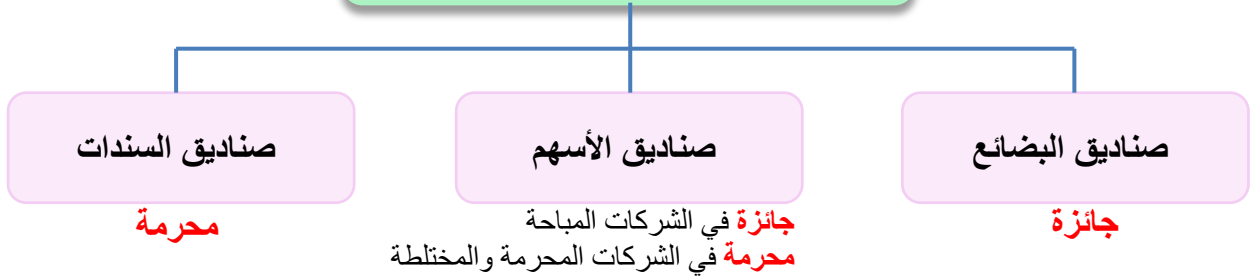 صناديق البضائع
جائزة
صناديق الأسهم
جائزة في الشركات المباحة
محرمة في الشركات المحرمة والمختلطة
صناديق السندات
محرمة